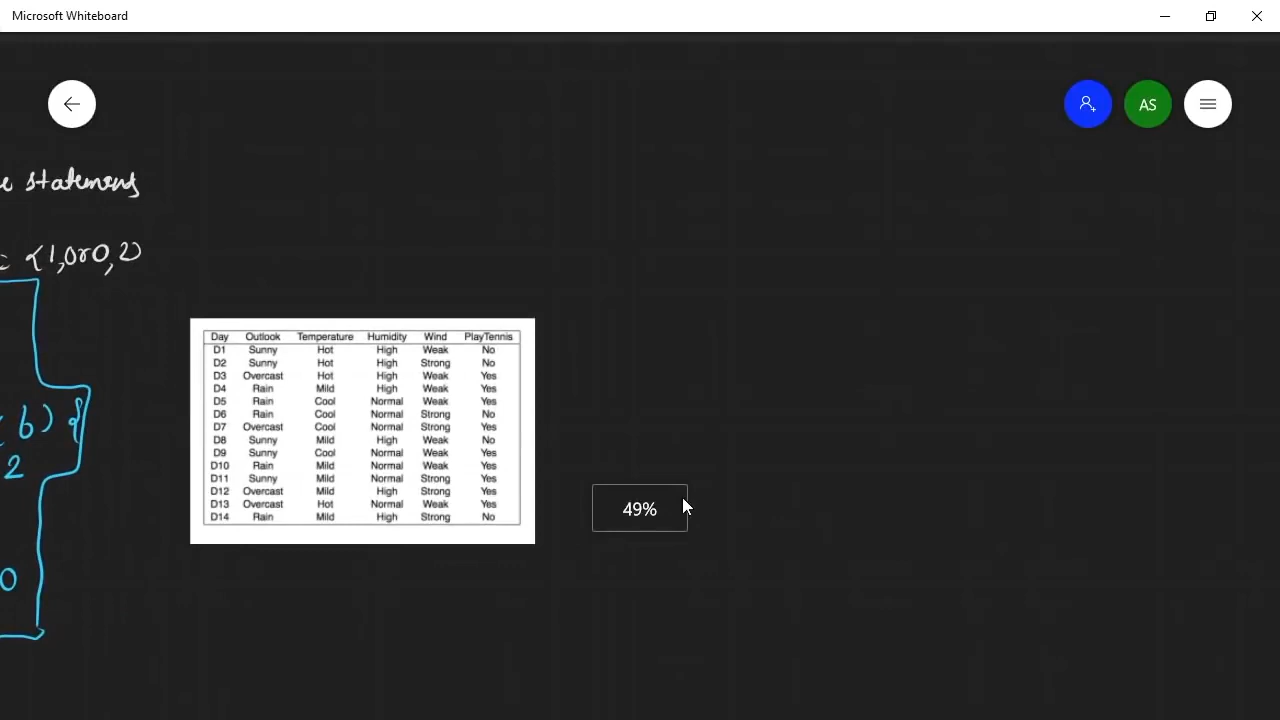 Microsoft Whiteboard
AS
statements
= {1,0r0,2}
Day Outlook Temperature Humidity Wind PlayTennis
D1 Sunny Hot High Weak No
D2 Sunny Hot High Strong No
D3 Overcast Hot High Weak Yes
D4 Rain Mild High Weak Yes
D5 Rain Cool Normal Weak Yes
D6 Rain Cool Normal Strong No
D7 Overcast Cool Normal Strong Yes
D8 Sunny Mild High Weak No
D9 Sunny Cool Normal Weak Yes
D10 Rain Mild Normal Weak Yes
D11 Sunny Mild Normal Strong Yes
D12 Overcast Mild High Strong Yes
D13 Overcast Hot Normal Weak Yes
D14 Rain Mild High Strong No
(b) {
2
0
49%